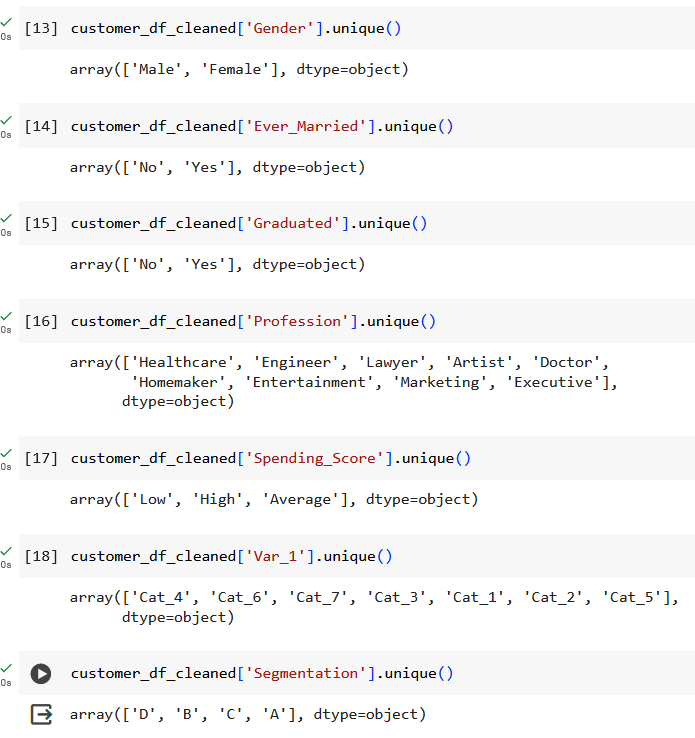 [13] customer_df_cleaned['Gender'].unique()
0s
array(['Male', 'Female'], dtype=object)
[14] customer_df_cleaned['Ever_Married'].unique()
0s
array(['No', 'Yes'], dtype=object)
[15] customer_df_cleaned['Graduated'].unique()
0s
array(['No', 'Yes'], dtype=object)
[16] customer_df_cleaned['Profession'].unique()
0s
array(['Healthcare', 'Engineer', 'Lawyer', 'Artist', 'Doctor',
'Homemaker', 'Entertainment', 'Marketing', 'Executive'],
dtype=object)
[17] customer_df_cleaned['Spending_Score'].unique()
0s
array(['Low', 'High', 'Average'], dtype=object)
[18] customer_df_cleaned['Var_1'].unique()
0s
array(['Cat_4', 'Cat_6', 'Cat_7', 'Cat_3', 'Cat_1', 'Cat_2', 'Cat_5'],
dtype=object)
customer_df_cleaned['Segmentation'].unique()
0s
array(['D', 'B', 'C', 'A'], dtype=object)